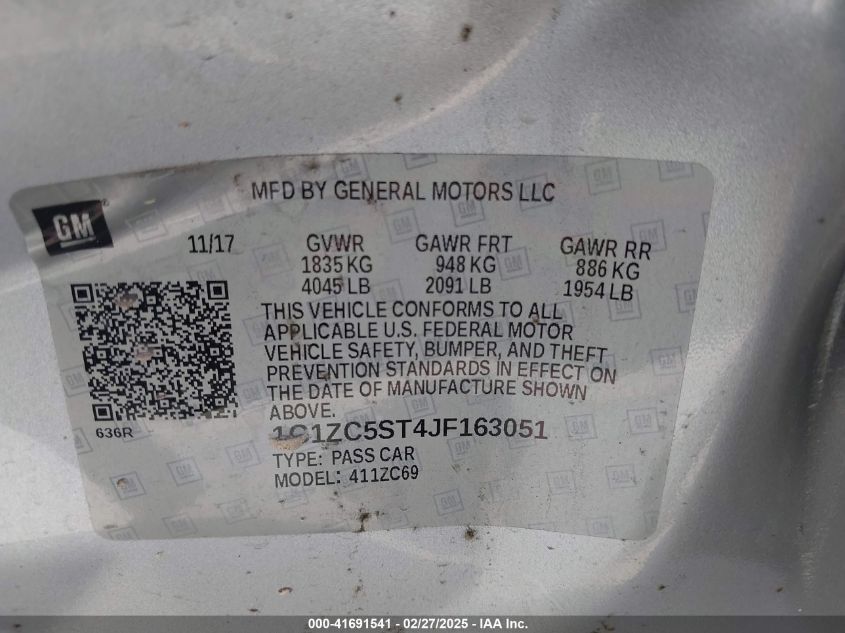 MFD BY GENERAL MOTORS LLC
GM
11/17 GVWR GAWR FRT GAWR RR
1835 KG 948 KG 886 KG
4045 LB 2091 LB 1954 LB
THIS VEHICLE CONFORMS TO ALL
APPLICABLE U.S. FEDERAL MOTOR
VEHICLE SAFETY, BUMPER, AND THEFT
PREVENTION STANDARDS IN EFFECT ON
THE DATE OF MANUFACTURE SHOWN
ABOVE.
636R
1G1ZC5ST4JF163051
TYPE: PASS CAR
MODEL: 411ZC69
000-41691541 - 02/27/2025 - IAA Inc.